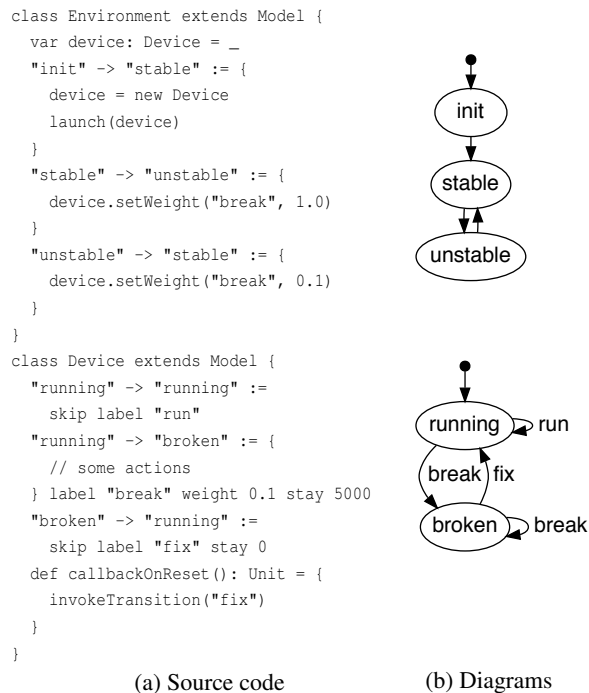 class Environment extends Model {
  var device: Device = _
  "init" -> "stable" := {
    device = new Device
    launch(device)
  }
  "stable" -> "unstable" := {
    device.setWeight("break", 1.0)
  }
  "unstable" -> "stable" := {
    device.setWeight("break", 0.1)
  }
}
class Device extends Model {
  "running" -> "running" :=
    skip label "run"
  "running" -> "broken" := {
    // some actions
  } label "break" weight 0.1 stay 5000
  "broken" -> "running" :=
    skip label "fix" stay 0
  def callbackOnReset(): Unit = {
    invokeTransition("fix")
  }
}
(a) Source code
init
stable
unstable
running
run
break
fix
broken
break
(b) Diagrams